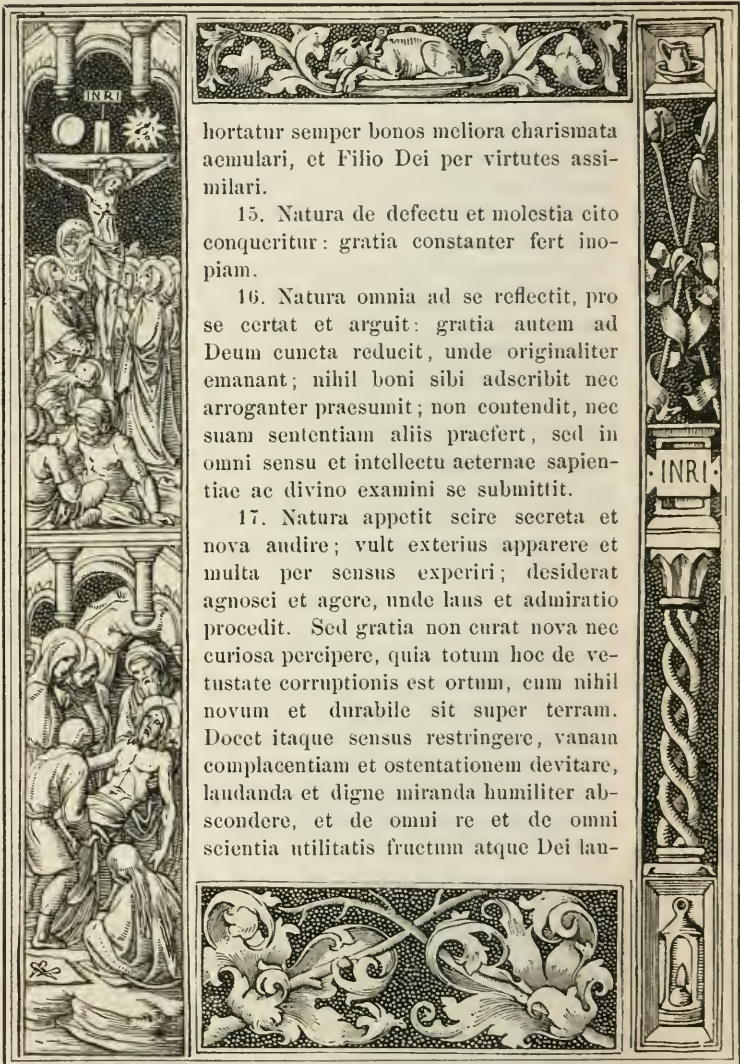 INRI
hortatur semper bonos meliora charismata
aemulari, et Filio Dei per virtutes assi-
milari.
15. Natura de defectu et molestia cito
conqueritur: gratia constanter fert ino-
piam.
16. Natura omnia ad se reflectit, pro
se certat et arguit: gratia autem ad
Deum cuncta reducit, unde originaliter
emanant; nihil boni sibi adscribit nec
arroganter praesumit; non contendit, nec
suam sententiam aliis praefert, sed in
omni sensu et intellectu aeternae sapien-
tiae ac divino examini se submittit.
17. Natura appetit scire secreta et
nova audire; vult exterius apparere et
multa per sensus experiri; desiderat
agnosci et agere, unde laus et admiratio
procedit. Sed gratia non curat nova nec
curiosa percipere, quia totum hoc de ve-
tustate corruptionis est ortum, cum nihil
novum et durabile sit super terram.
Docet itaque sensus restringere, vanam
complacentiam et ostentationem devitare,
laudanda et digne miranda humiliter ab-
scondere, et de omni re et de omni
scientia utilitatis fructum atque Dei lau-
INRI